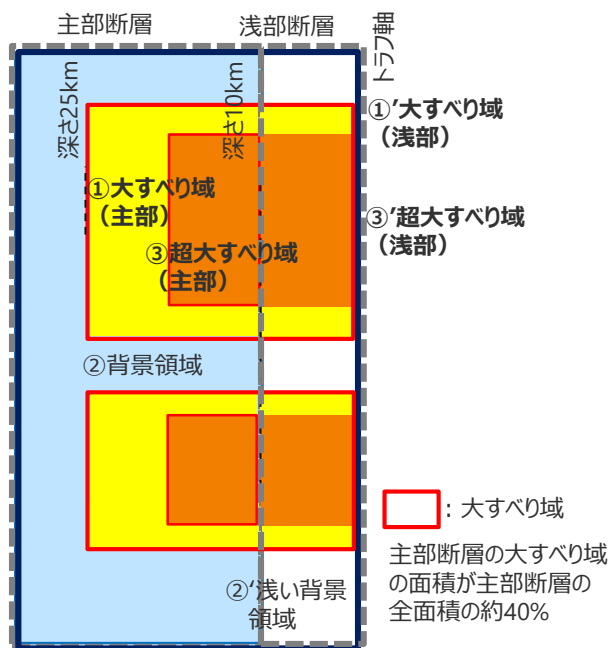 主部断層
浅部断層
トラフ軸
深さ25km
深さ10km
①'大すべり域
（浅部）
①大すべり域
（主部）
③'超大すべり域
（浅部）
③超大すべり域
（主部）
②背景領域
: 大すべり域
主部断層の大すべり域
の面積が主部断層の
全面積の約40%
②'浅い背景
領域